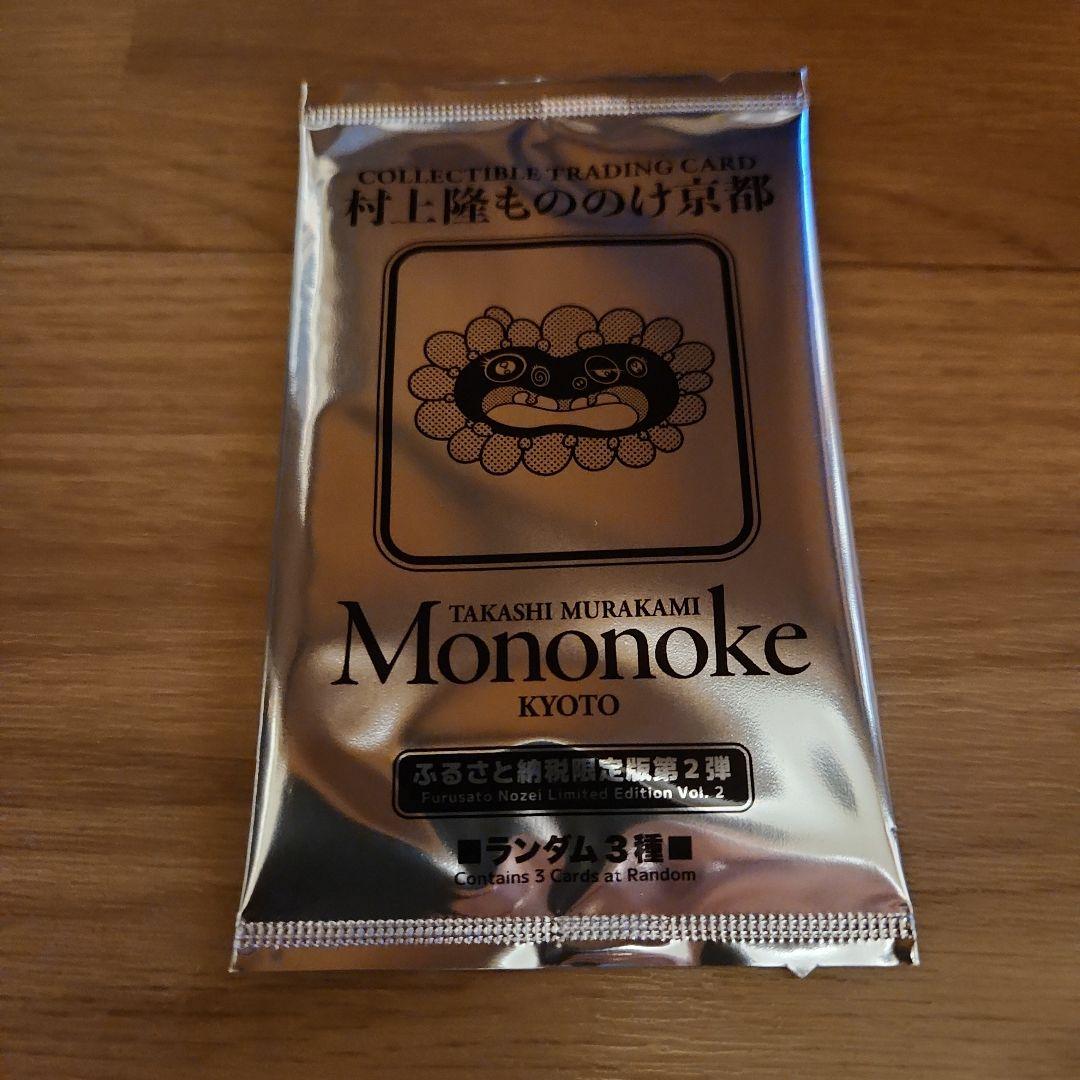 COLLECTIBLE TRADING CARD
村上隆もののけ京都
TAKASHI MURAKAMI
Mononoke
KYOTO
ふるさと納税限定版第2弾
Furusato Nozei Limited Edition Vol. 2
■ランダム3種■
Contains 3 Cards at Random